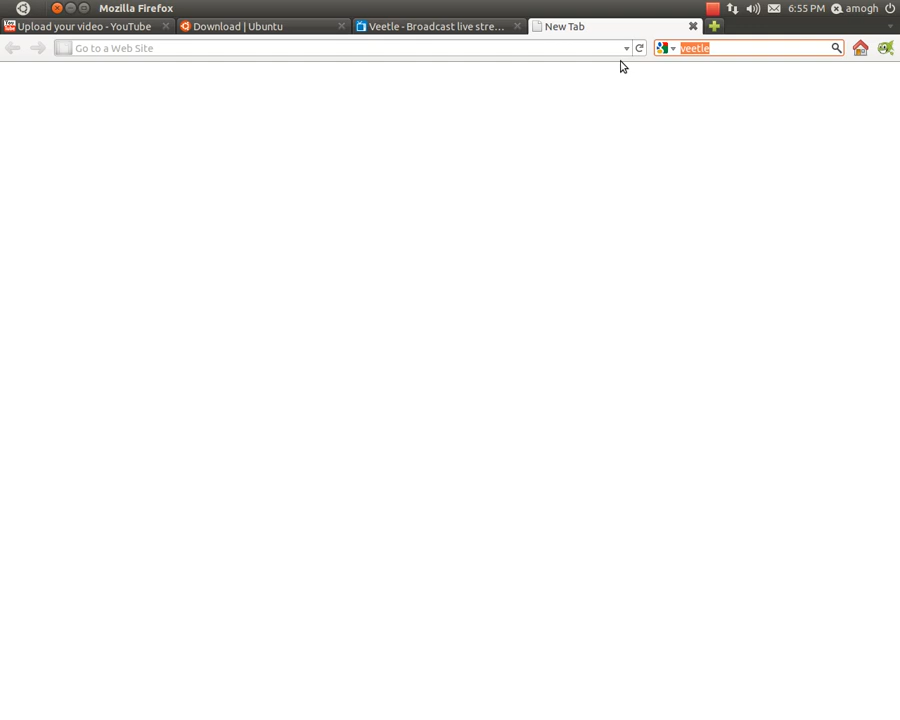 Mozilla Firefox
6:55 PM
amogh
Upload your video - YouTube
Download | Ubuntu
Veetle - Broadcast live stre...
New Tab
Go to a Web Site
veetle